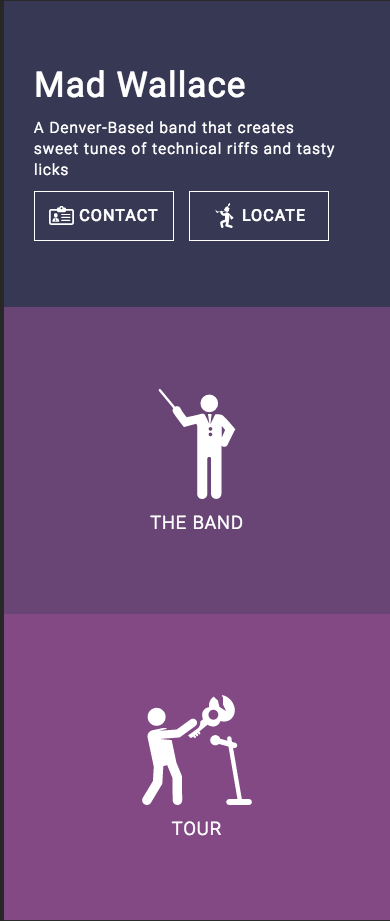 Mad Wallace
A Denver-Based band that creates
sweet tunes of technical riffs and tasty
licks
CONTACT
LOCATE
THE BAND
TOUR